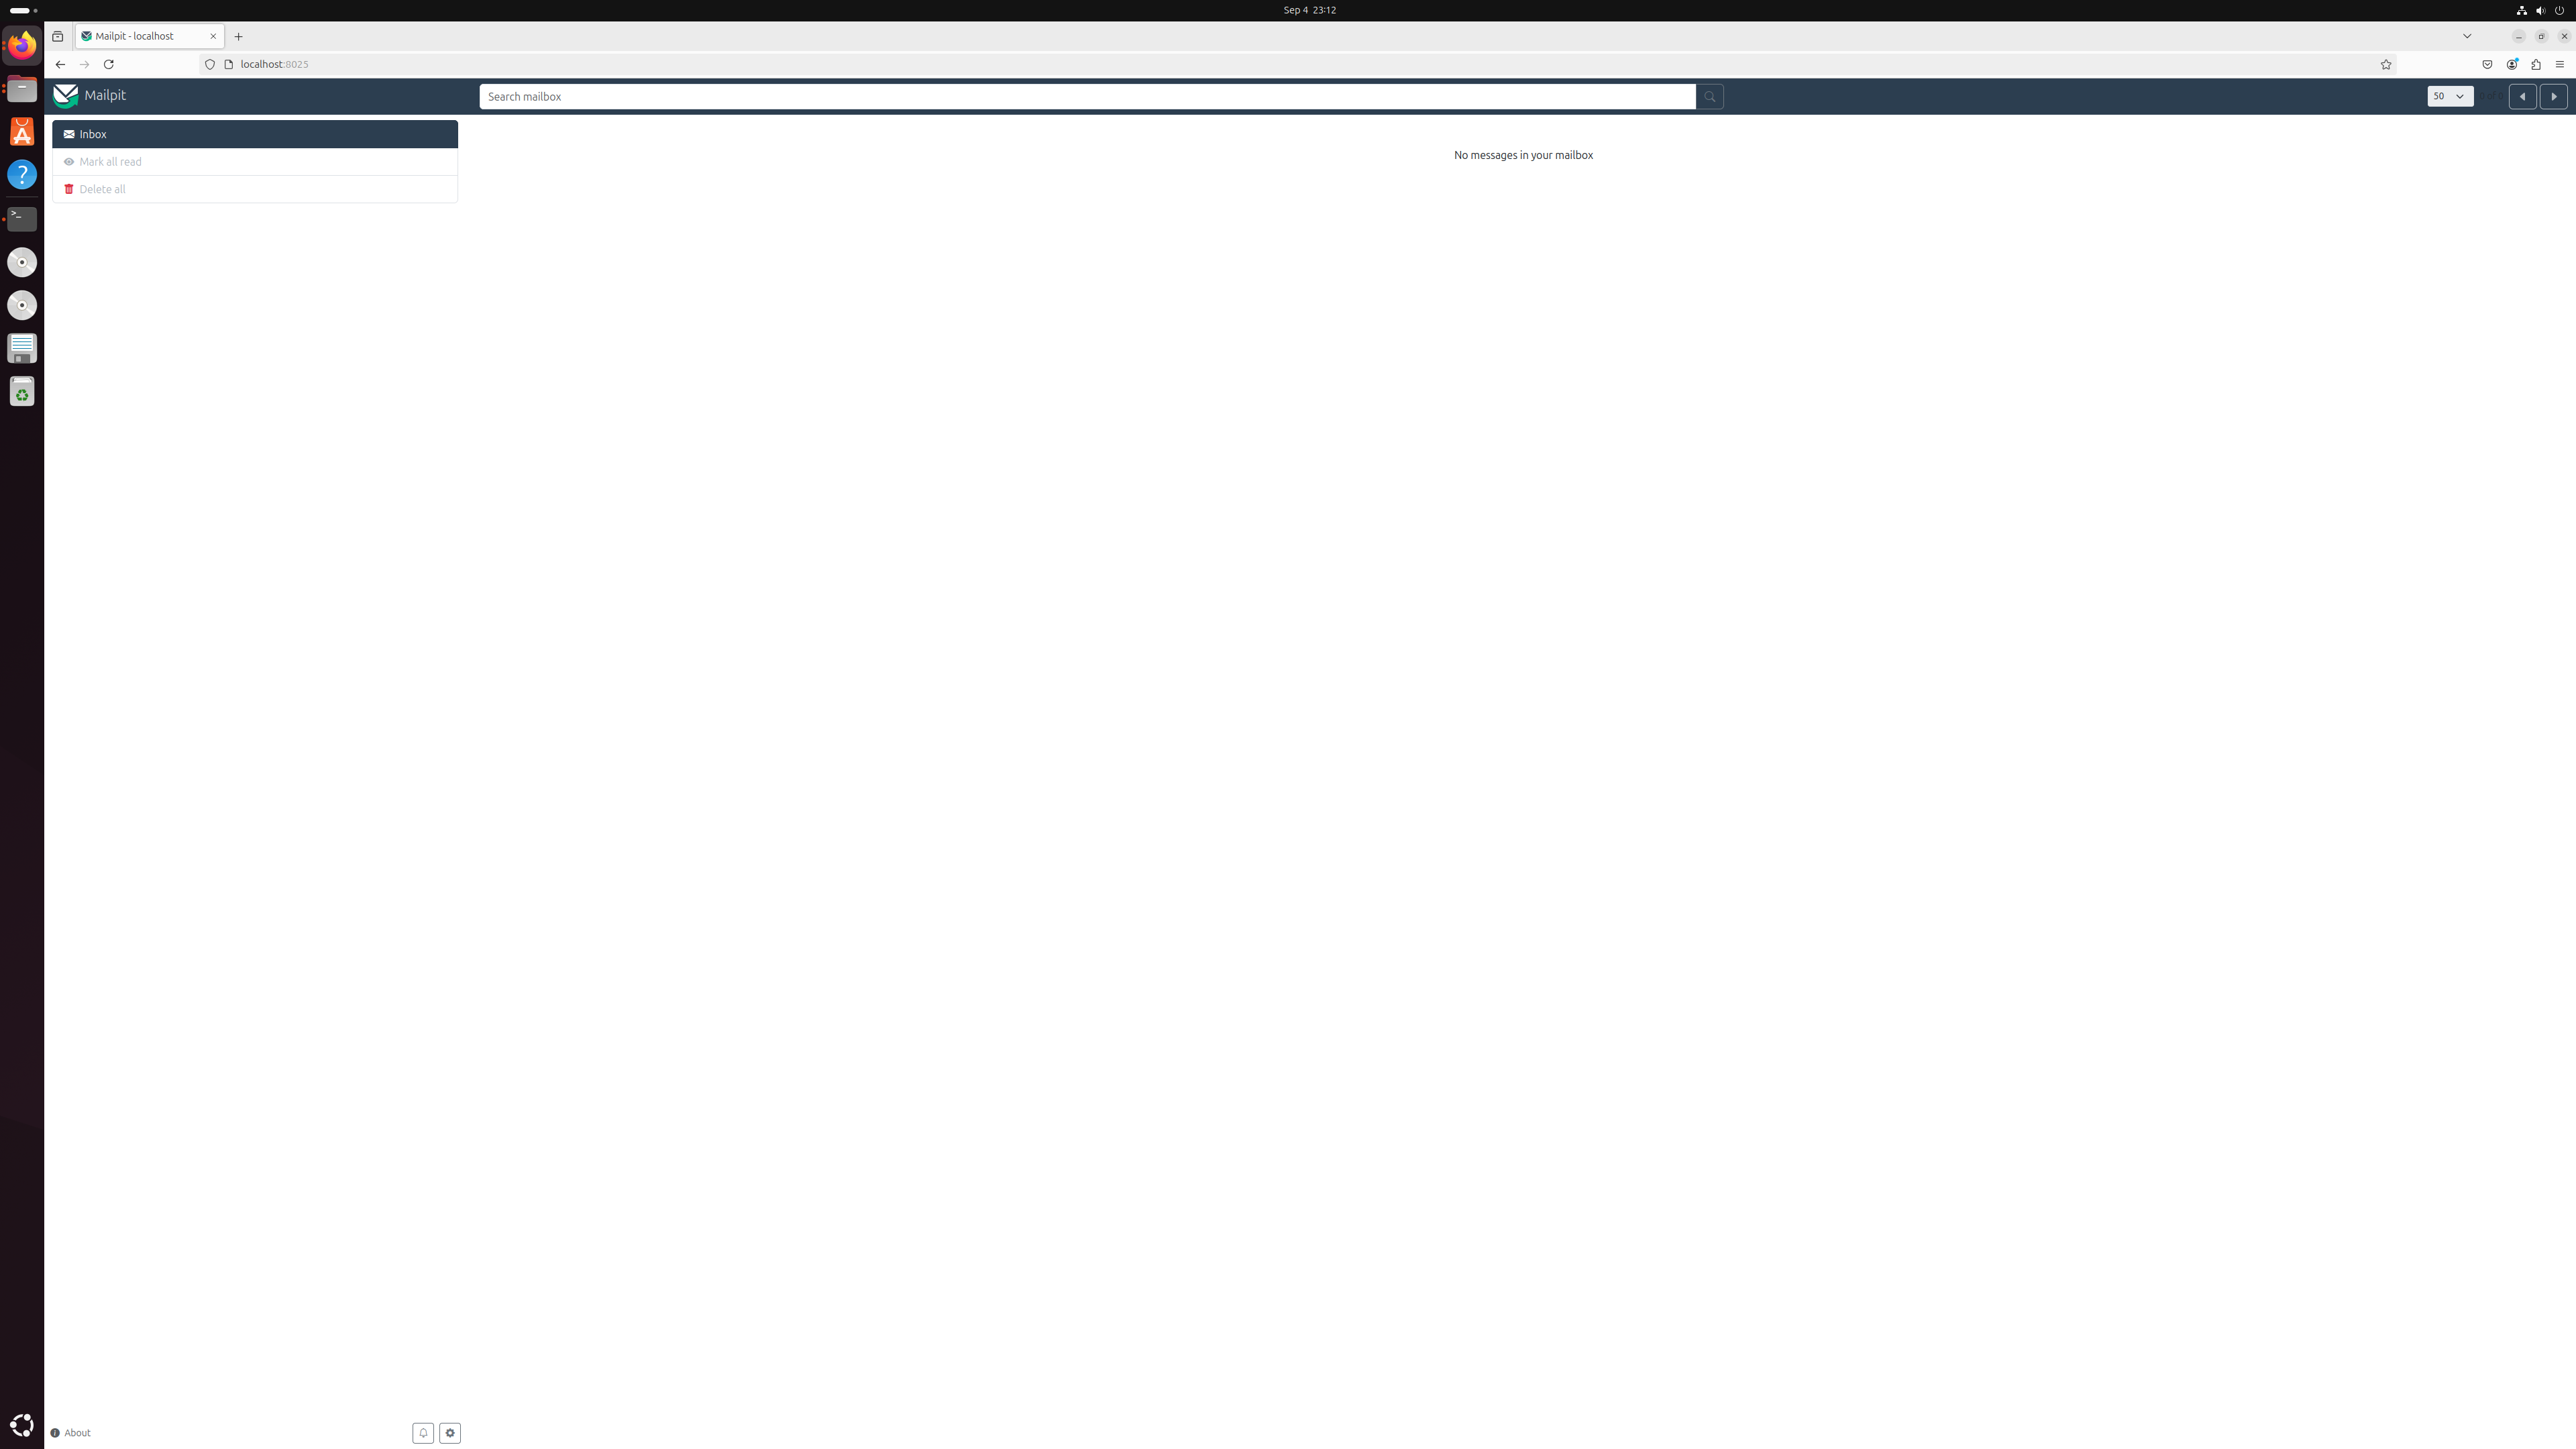 Sep 4 23:12
Mailpit - localhost
localhost:8025
Mailpit
Search mailbox
50
Inbox
Mark all read
Delete all
No messages in your mailbox
About